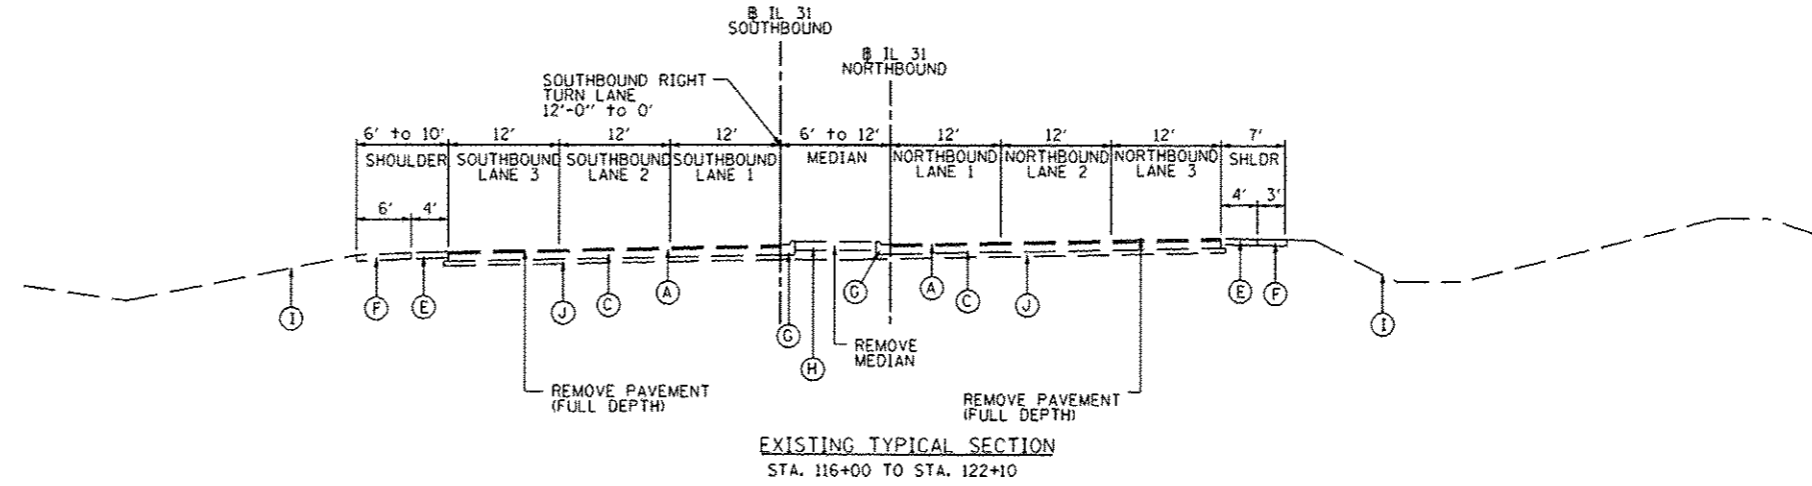 ℄ IL 31
SOUTHBOUND
℄ IL 31
NORTHBOUND
SOUTHBOUND RIGHT
TURN LANE
12'-0" to 0'
6' to 10' 12' 12' 12' 6' to 12' 12' 12' 12' 7'
SHOULDER SOUTHBOUND SOUTHBOUND SOUTHBOUND MEDIAN NORTHBOUND NORTHBOUND NORTHBOUND SHLDR
LANE 3 LANE 2 LANE 1 LANE 1 LANE 2 LANE 3
6' 4' 4' 3'
I F E J C A G H G A C J E F I
REMOVE
MEDIAN
REMOVE PAVEMENT
(FULL DEPTH)
REMOVE PAVEMENT
(FULL DEPTH)
EXISTING TYPICAL SECTION
STA. 116+00 TO STA. 122+10